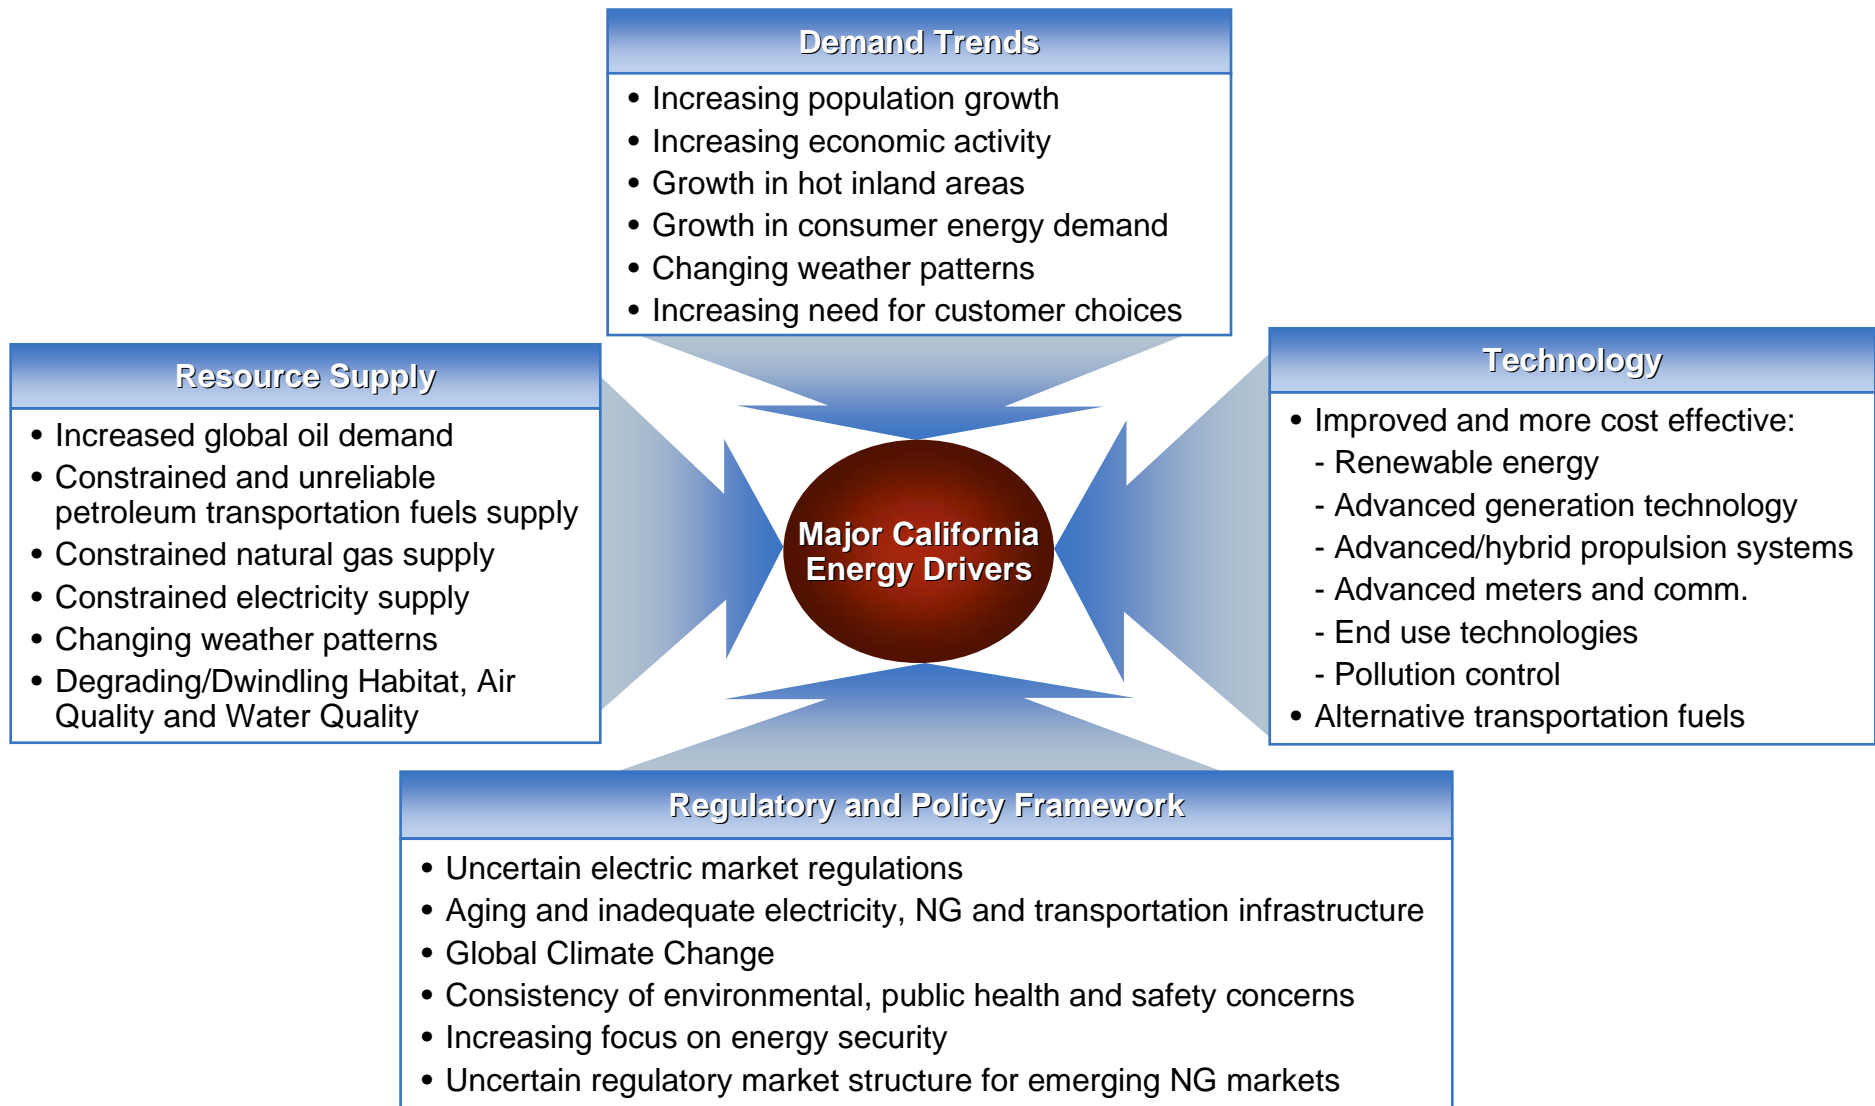 Demand Trends
• Increasing population growth
• Increasing economic activity
• Growth in hot inland areas
• Growth in consumer energy demand
• Changing weather patterns
• Increasing need for customer choices
Resource Supply
• Increased global oil demand
• Constrained and unreliable
petroleum transportation fuels supply
• Constrained natural gas supply
• Constrained electricity supply
• Changing weather patterns
• Degrading/Dwindling Habitat, Air
Quality and Water Quality
Major California
Energy Drivers
Technology
• Improved and more cost effective:
- Renewable energy
- Advanced generation technology
- Advanced/hybrid propulsion systems
- Advanced meters and comm.
- End use technologies
- Pollution control
• Alternative transportation fuels
Regulatory and Policy Framework
• Uncertain electric market regulations
• Aging and inadequate electricity, NG and transportation infrastructure
• Global Climate Change
• Consistency of environmental, public health and safety concerns
• Increasing focus on energy security
• Uncertain regulatory market structure for emerging NG markets